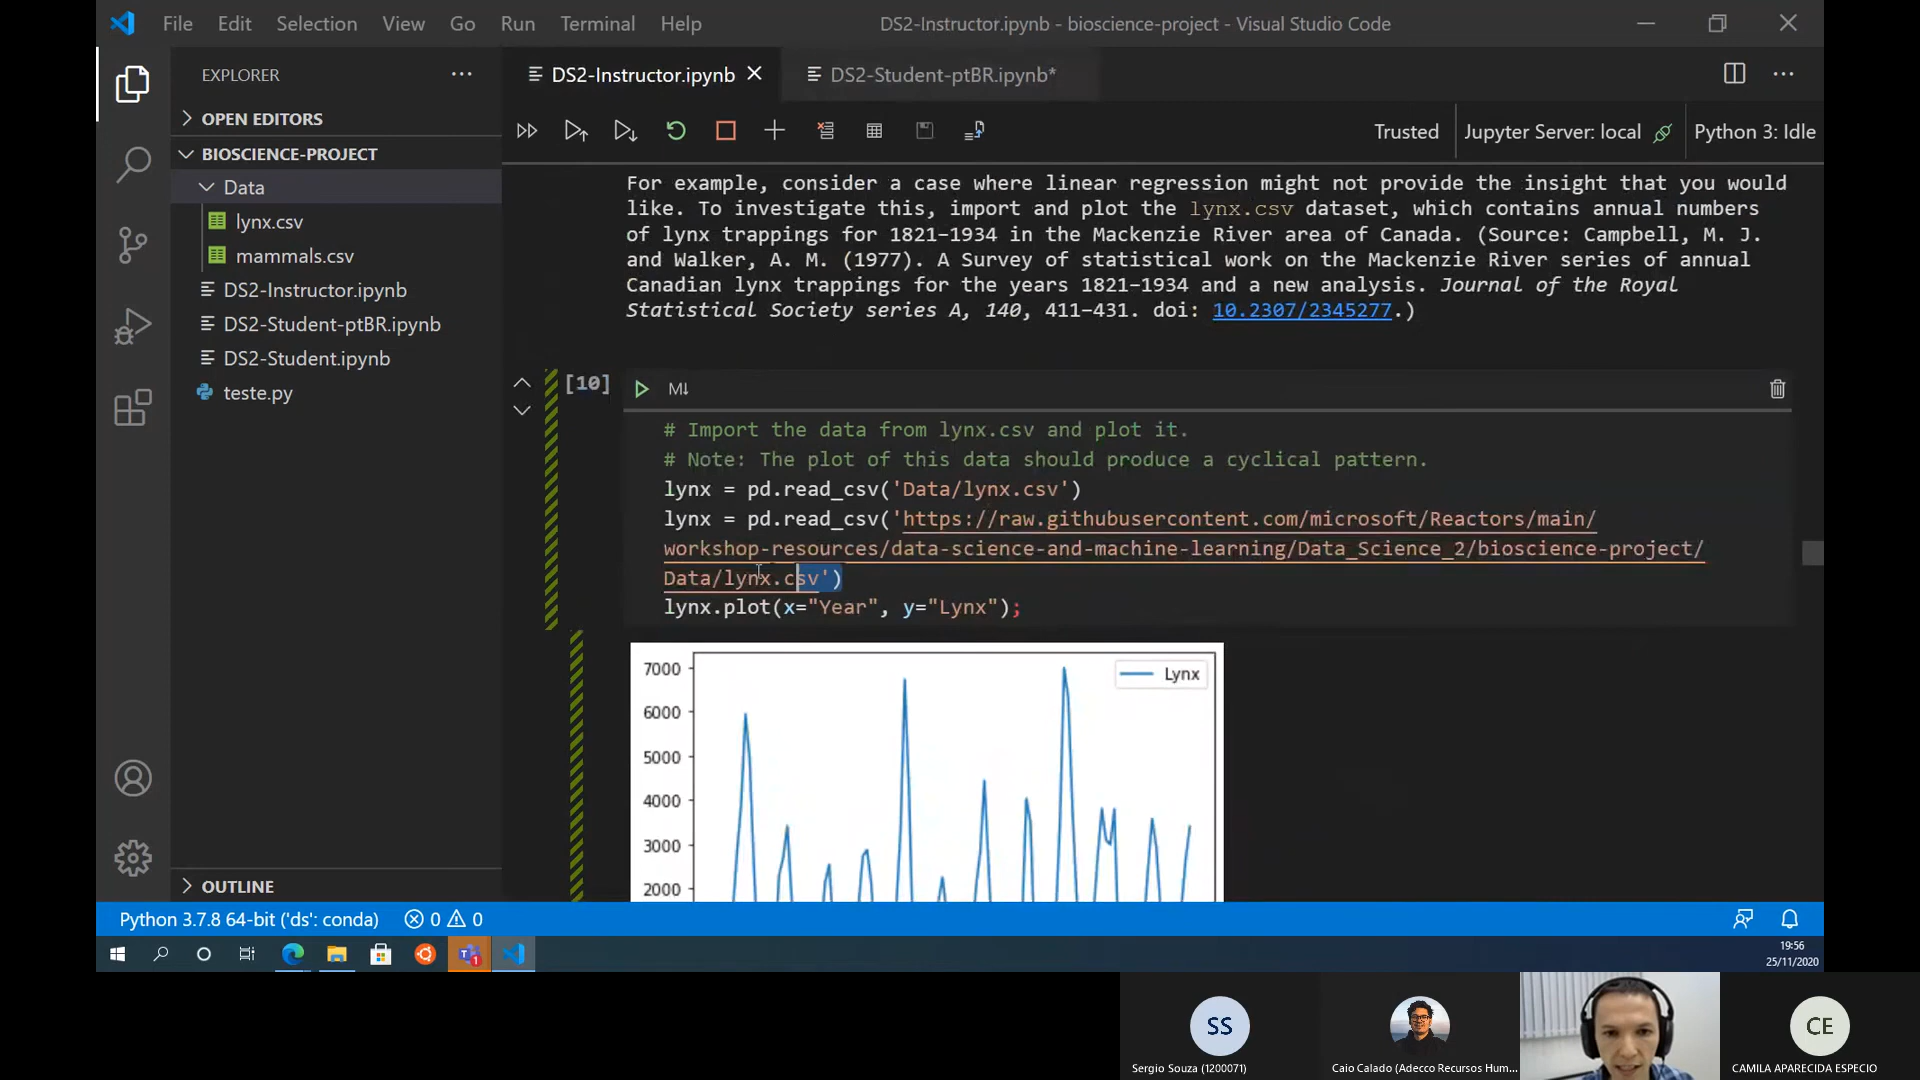 File Edit Selection View Go Run Terminal Help
DS2-Instructor.ipynb - bioscience-project - Visual Studio Code
EXPLORER
OPEN EDITORS
BIOSCIENCE-PROJECT
Data
lynx.csv
mammals.csv
DS2-Instructor.ipynb
DS2-Student-ptBR.ipynb
DS2-Student.ipynb
teste.py
OUTLINE
DS2-Instructor.ipynb
DS2-Student-ptBR.ipynb*
Trusted
Jupyter Server: local
Python 3: Idle
For example, consider a case where linear regression might not provide the insight that you would
like. To investigate this, import and plot the lynx.csv dataset, which contains annual numbers
of lynx trappings for 1821–1934 in the Mackenzie River area of Canada. (Source: Campbell, M. J.
and Walker, A. M. (1977). A Survey of statistical work on the Mackenzie River series of annual
Canadian lynx trappings for the years 1821–1934 and a new analysis. Journal of the Royal
Statistical Society series A, 140, 411–431. doi: 10.2307/2345277.)
[10]
M↓
# Import the data from lynx.csv and plot it.
# Note: The plot of this data should produce a cyclical pattern.
lynx = pd.read_csv('Data/lynx.csv')
lynx = pd.read_csv('https://raw.githubusercontent.com/microsoft/Reactors/main/
workshop-resources/data-science-and-machine-learning/Data_Science_2/bioscience-project/
Data/lynx.csv')
lynx.plot(x="Year", y="Lynx");
7000
6000
5000
4000
3000
2000
Lynx
Python 3.7.8 64-bit ('ds': conda)
0 0
1
19:56
25/11/2020
SS
CE
Sergio Souza (1200071)
Caio Calado (Adecco Recursos Hum...
CAMILA APARECIDA ESPECIO